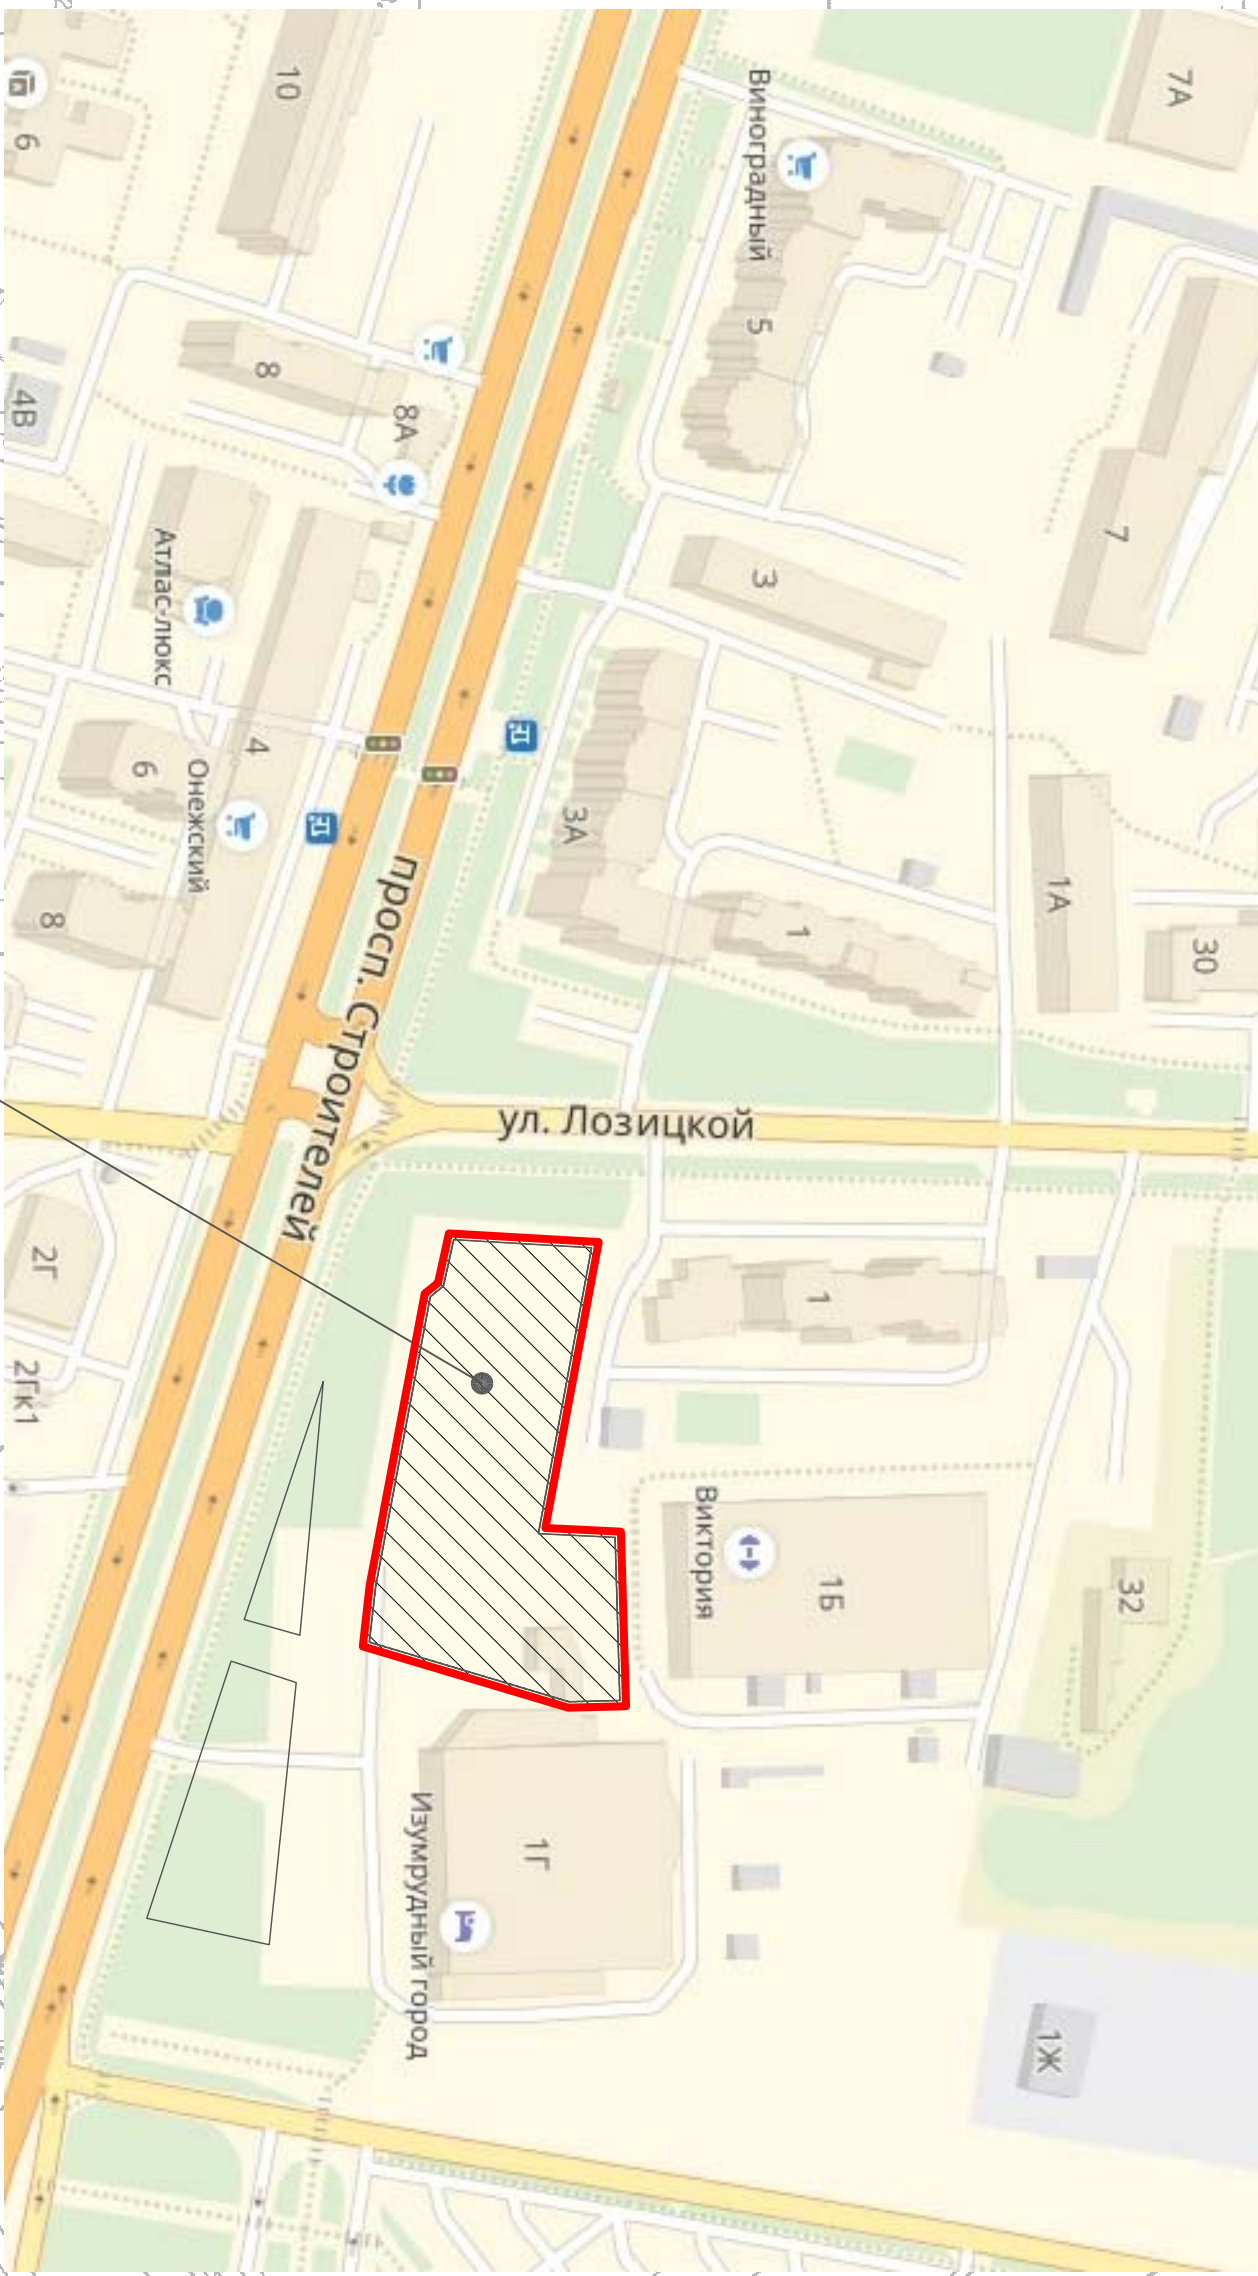 10
6
7А
Виноградный
5
8
8А
4В
7
3
Атлас-люкс
4
6
Онежский
3А
1
1А
30
8
просп. Строителей
ул. Лозицкой
2Г
1
2Гк1
Виктория
1Б
32
1Г
Изумрудный город
1Ж